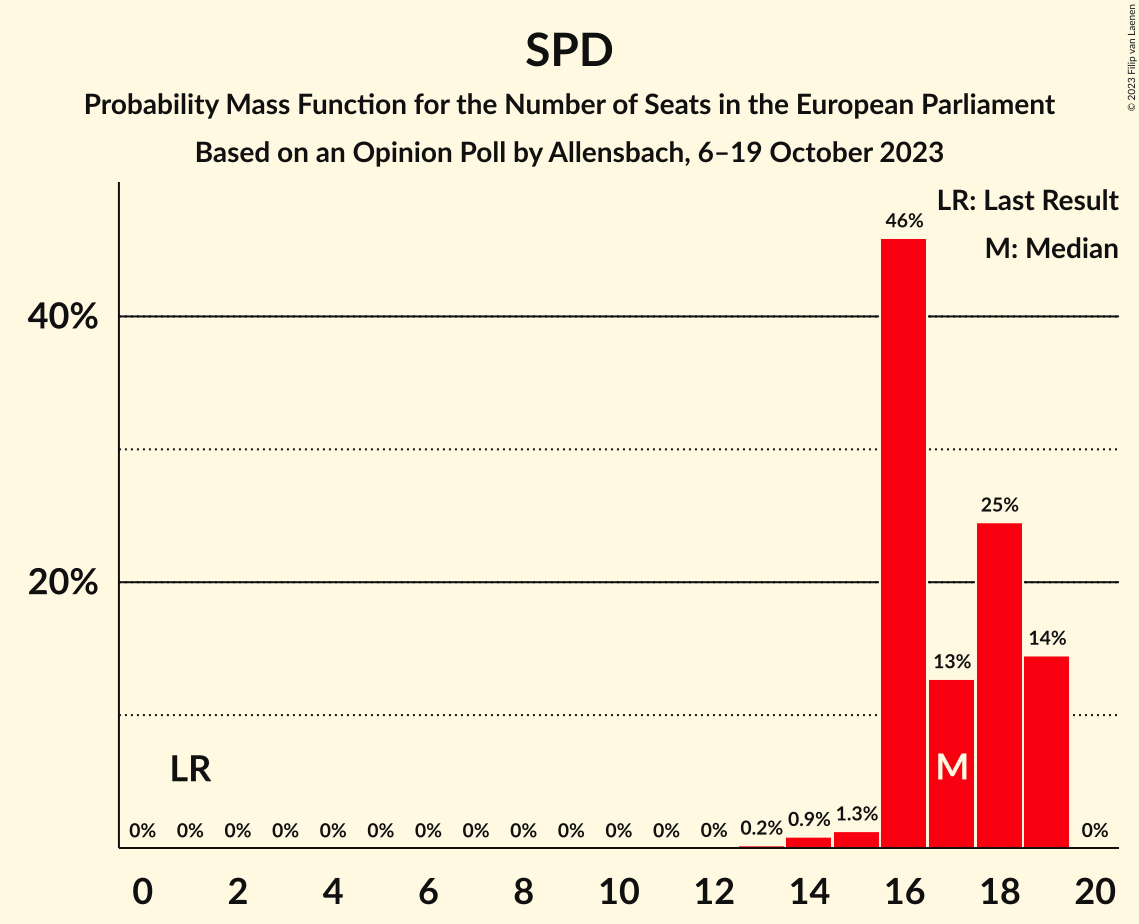 SPD
Probability Mass Function for the Number of Seats in the European Parliament
Based on an Opinion Poll by Allensbach, 6–19 October 2023
© 2023 Filip van Laenen
LR: Last Result
M: Median
40%
20%
46%
25%
14%
13%
M
LR
0% 0% 0% 0% 0% 0% 0% 0% 0% 0% 0% 0% 0% 0.2% 0.9% 1.3% 0%
0 2 4 6 8 10 12 14 16 18 20